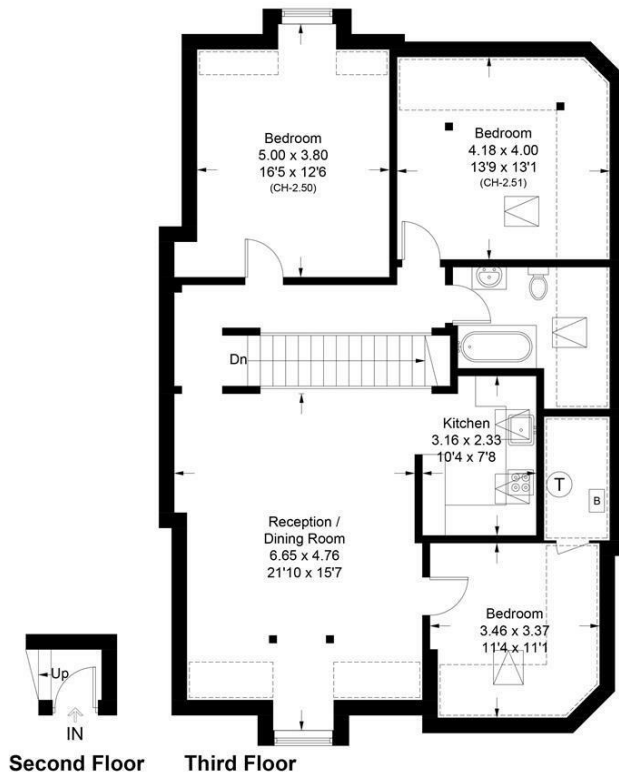 Bedroom
5.00 x 3.80
16'5 x 12'6
(CH-2.50)
Bedroom
4.18 x 4.00
13'9 x 13'1
(CH-2.51)
Dn
Kitchen
3.16 x 2.33
10'4 x 7'8
T
B
Reception /
Dining Room
6.65 x 4.76
21'10 x 15'7
Bedroom
3.46 x 3.37
11'4 x 11'1
Up
IN
Second Floor
Third Floor